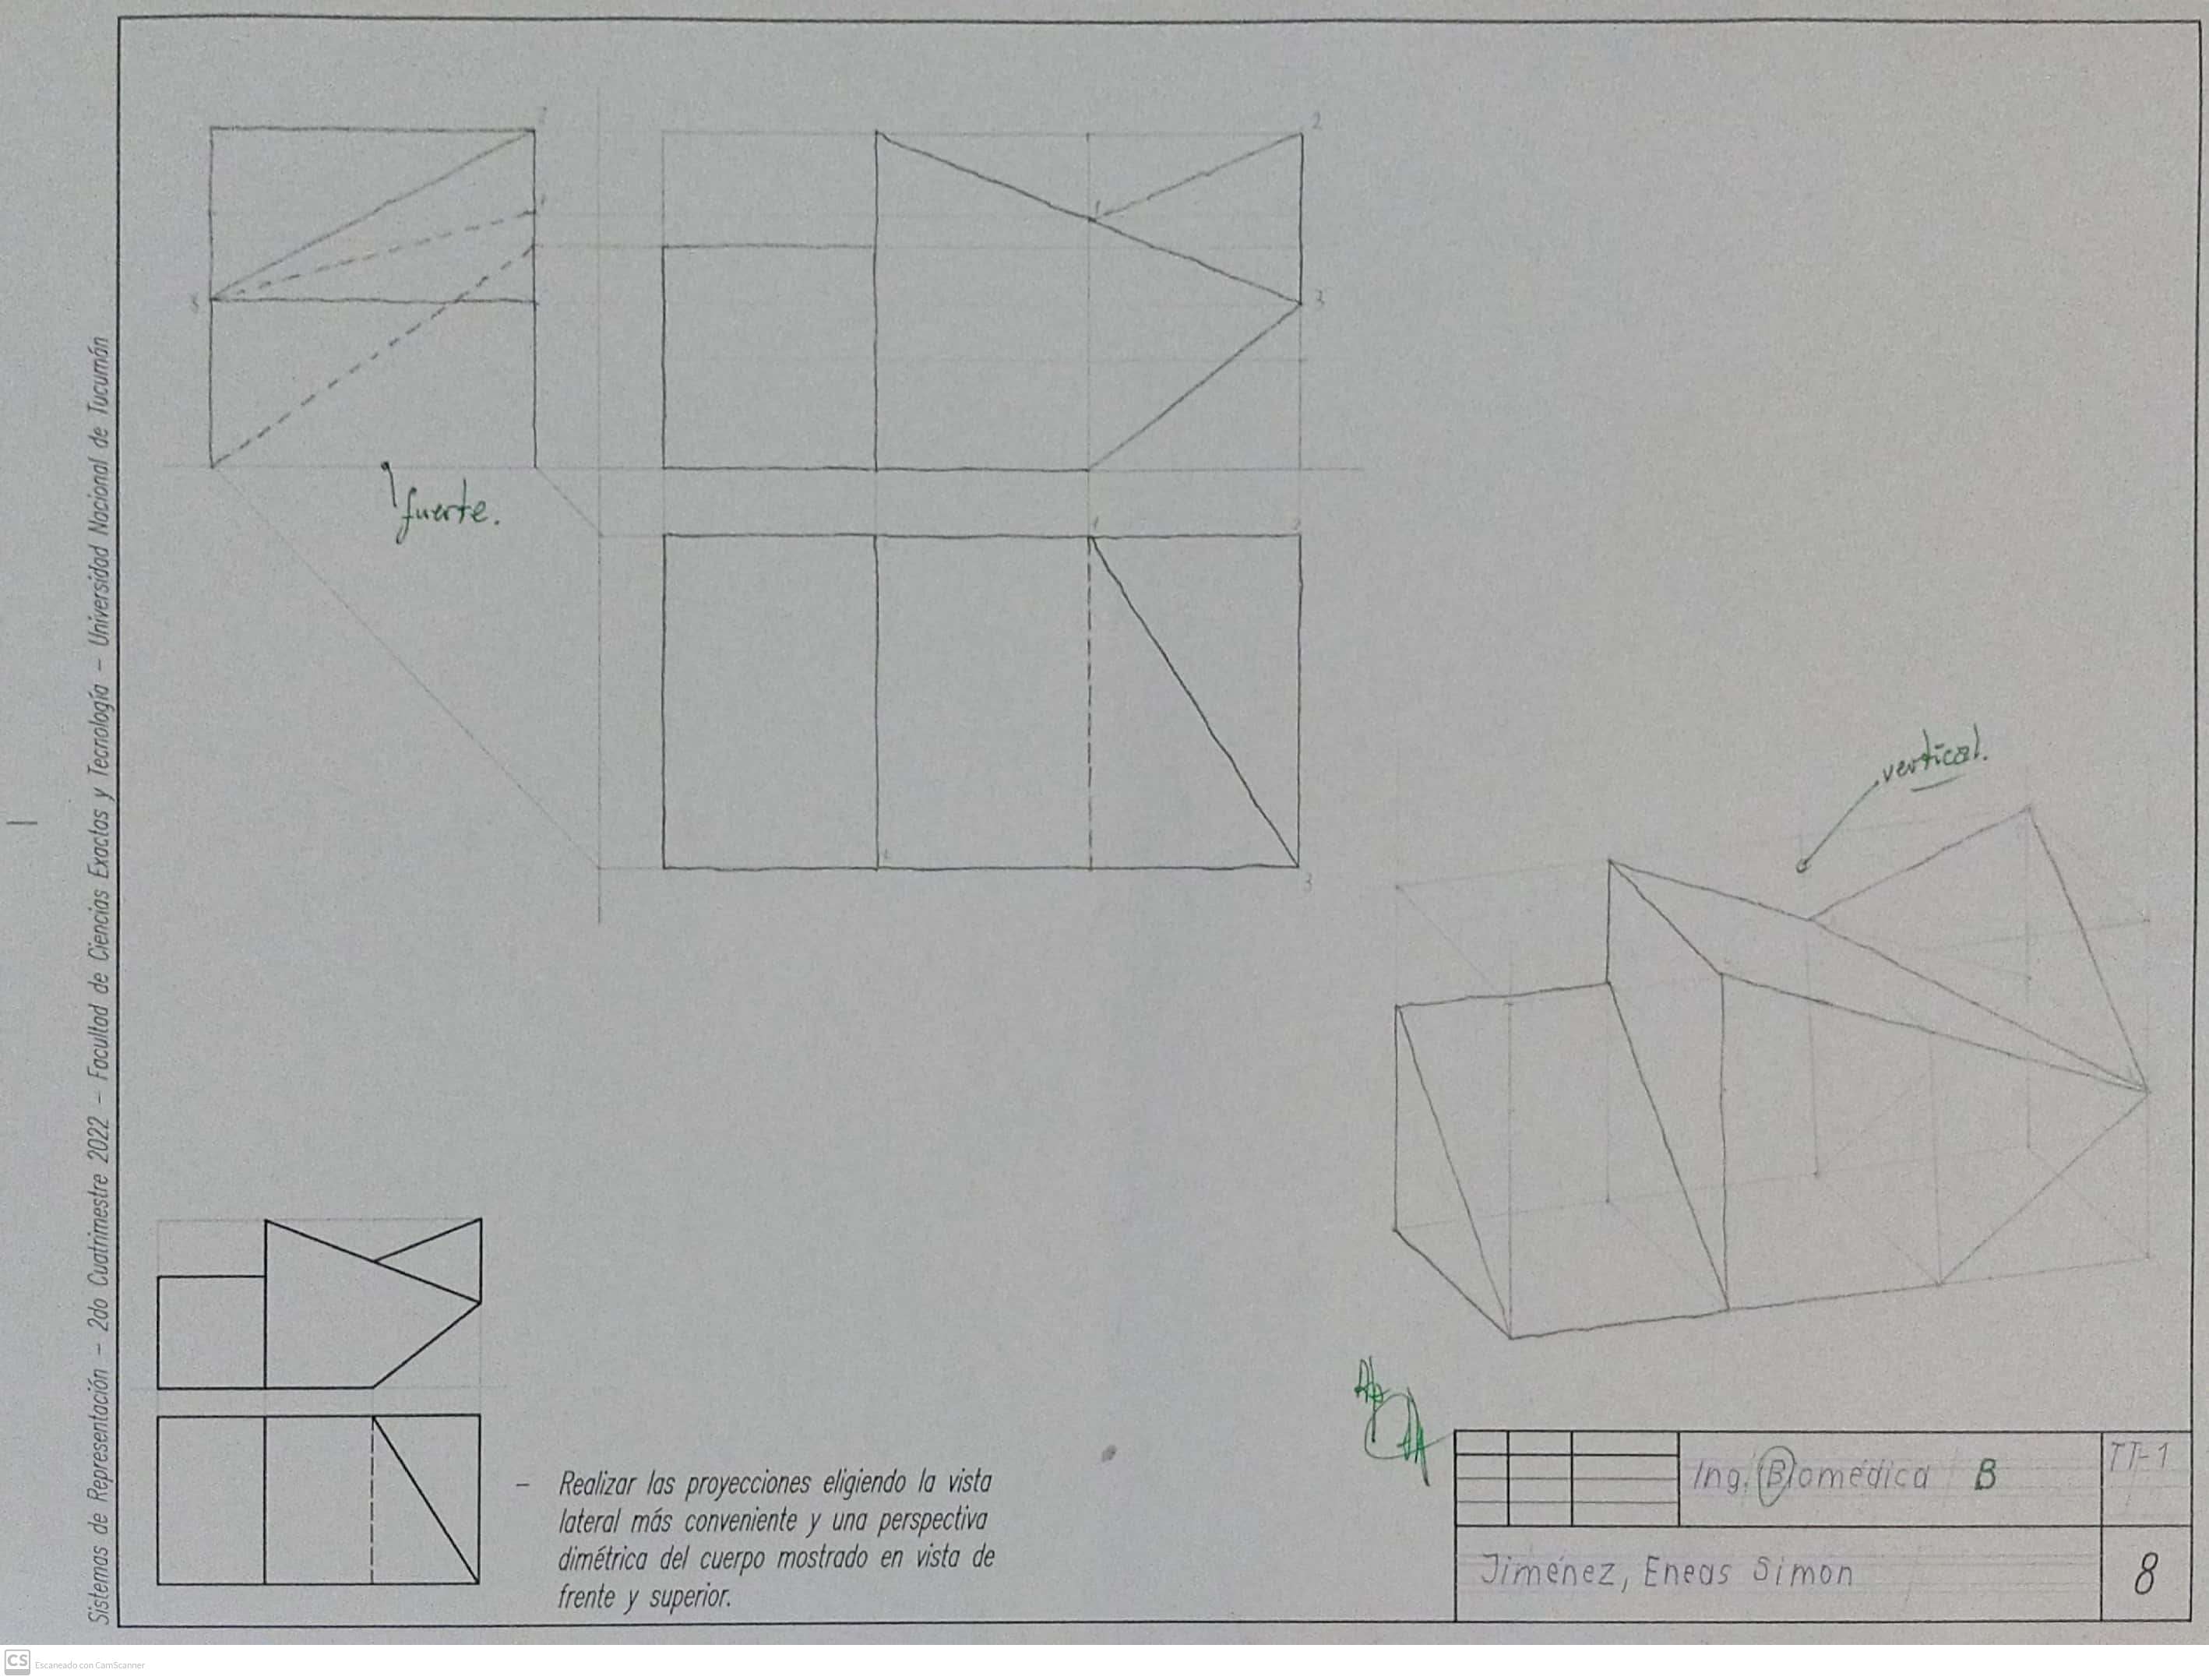 2
1
3
2
1
3
fuerte.
1
2
3
vertical.
Sistemas de Representación - 2do Cuatrimestre 2022 - Facultad de Ciencias Exactas y Tecnología - Universidad Nacional de Tucumán
- Realizar las proyecciones eligiendo la vista
lateral más conveniente y una perspectiva
dimétrica del cuerpo mostrado en vista de
frente y superior.
Ing. Biomédica B
TT-1
Jiménez, Eneas Simon
8
CS Escaneado con CamScanner